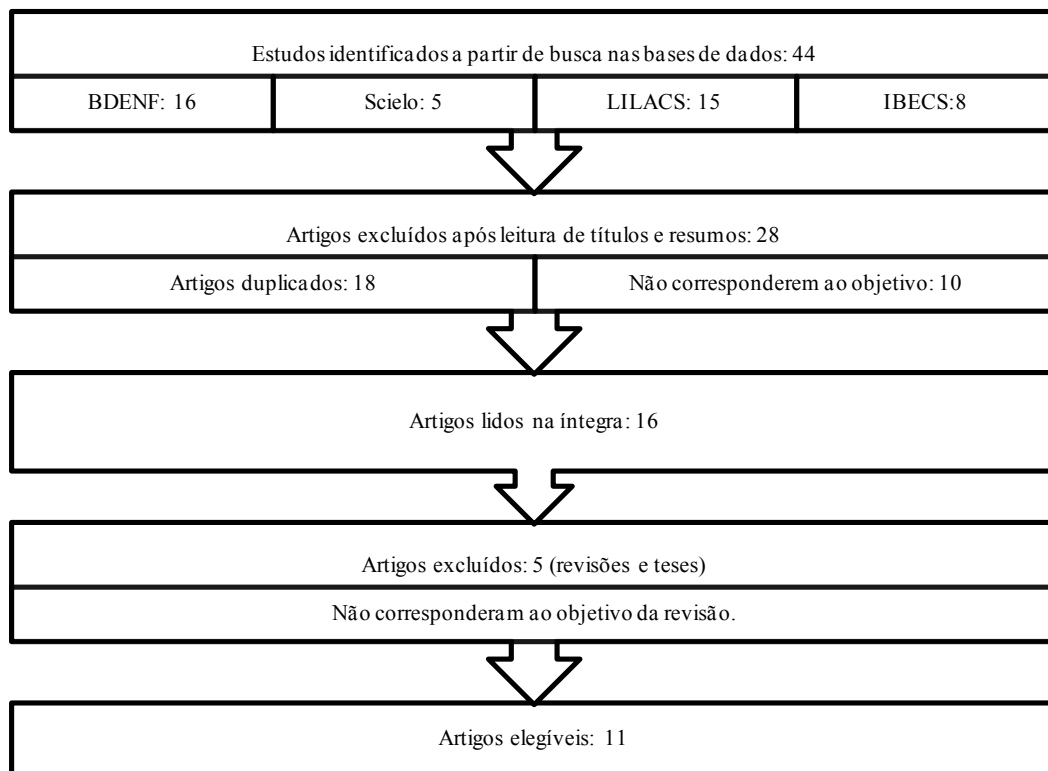 Estudos identificados a partir de busca nas bases de dados: 44
BDENF: 16
Scielo: 5
LILACS: 15
IBECS:8
Artigos excluídos após leitura de títulos e resumos: 28
Artigos duplicados: 18
Não corresponderem ao objetivo: 10
Artigos lidos na íntegra: 16
Artigos excluídos: 5 (revisões e teses)
Não corresponderam ao objetivo da revisão.
Artigos elegíveis: 11